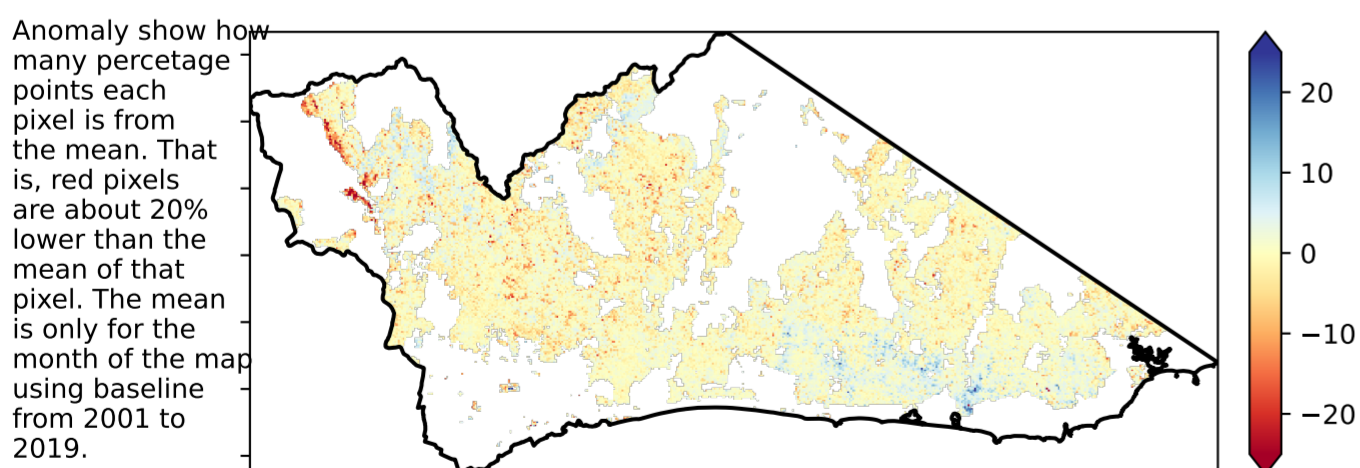 Anomaly show how
many percetage
points each
pixel is from
the mean. That
is, red pixels
are about 20%
lower than the
mean of that
pixel. The mean
is only for the
month of the map
using baseline
from 2001 to
2019.
20
10
0
−10
−20